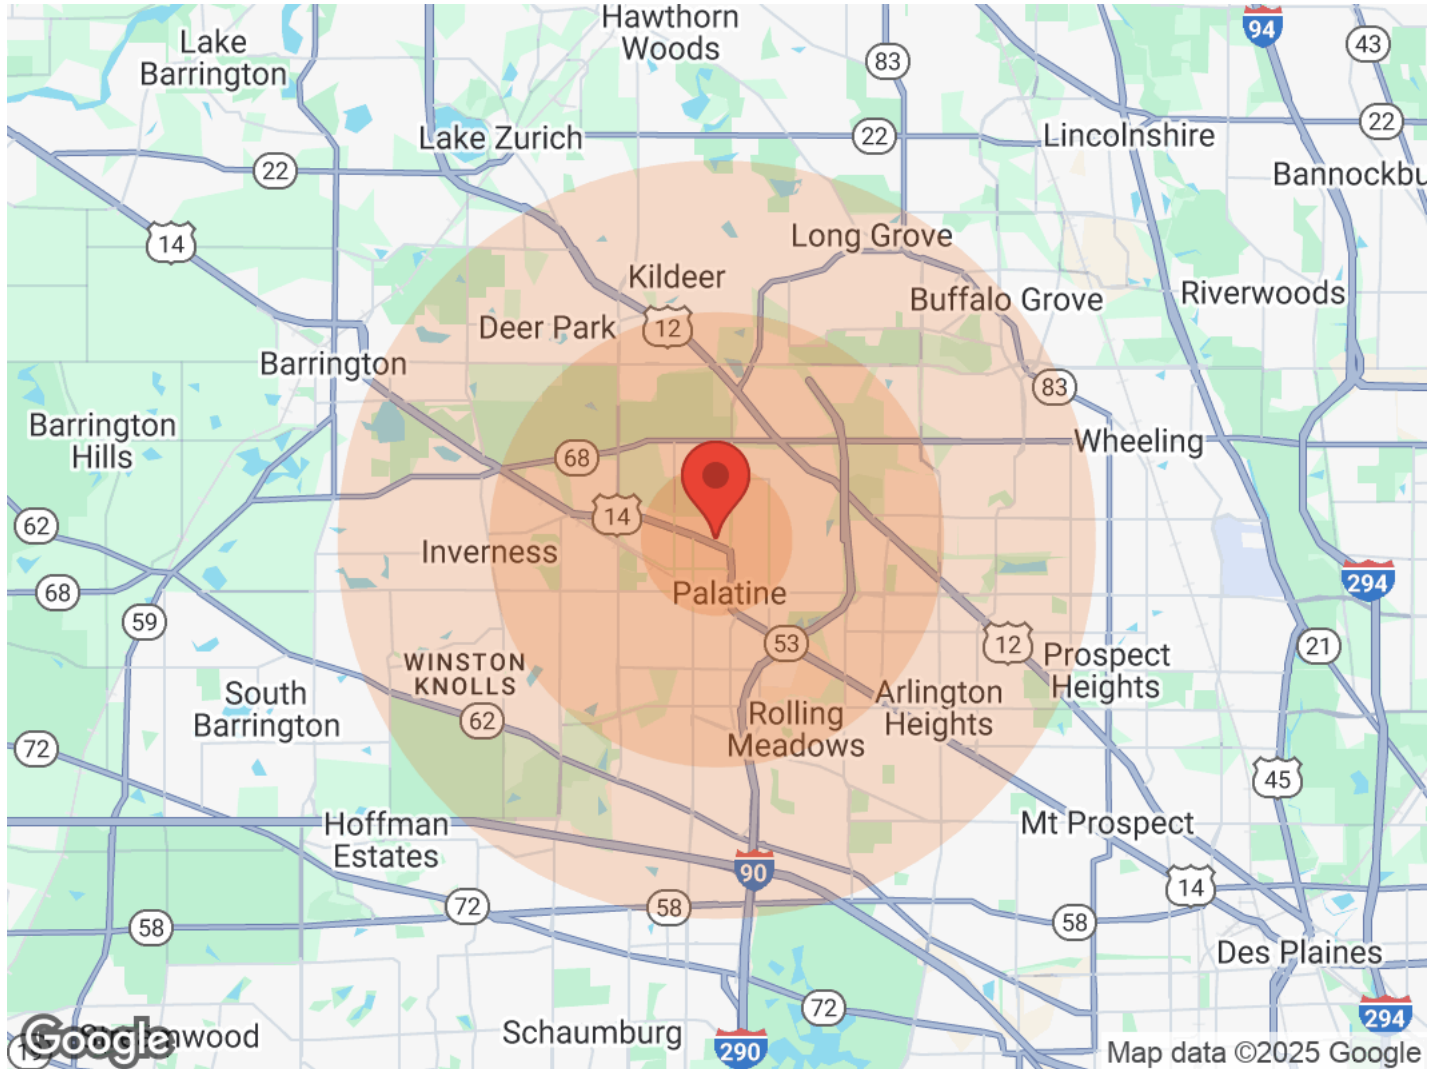 Hawthorn
Woods
94
43
Lake
Barrington
83
22
Lake Zurich
22
Lincolnshire
22
Bannockbu
14
Long Grove
Kildeer
Buffalo Grove
Riverwoods
Deer Park
12
Barrington
83
Barrington
Hills
Wheeling
68
14
62
Inverness
294
68
Palatine
59
53
12
21
Prospect
Heights
WINSTON
KNOLLS
South
Barrington
62
Arlington
Heights
Rolling
Meadows
72
45
Hoffman
Estates
Mt Prospect
90
14
72
58
58
58
Des Plaines
72
294
Google
Schaumburg
290
Map data ©2025 Google